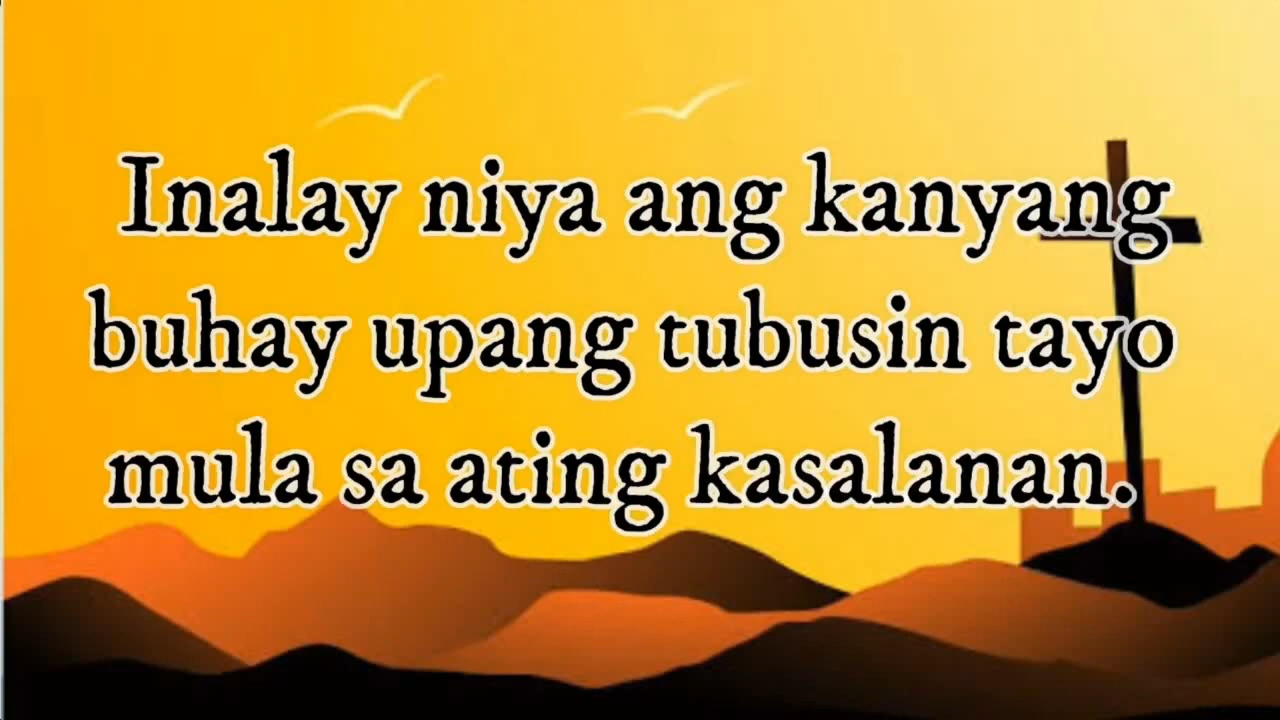 Inalay niya ang kanyang
buhay upang tubusin tayo
mula sa ating kasalanan.